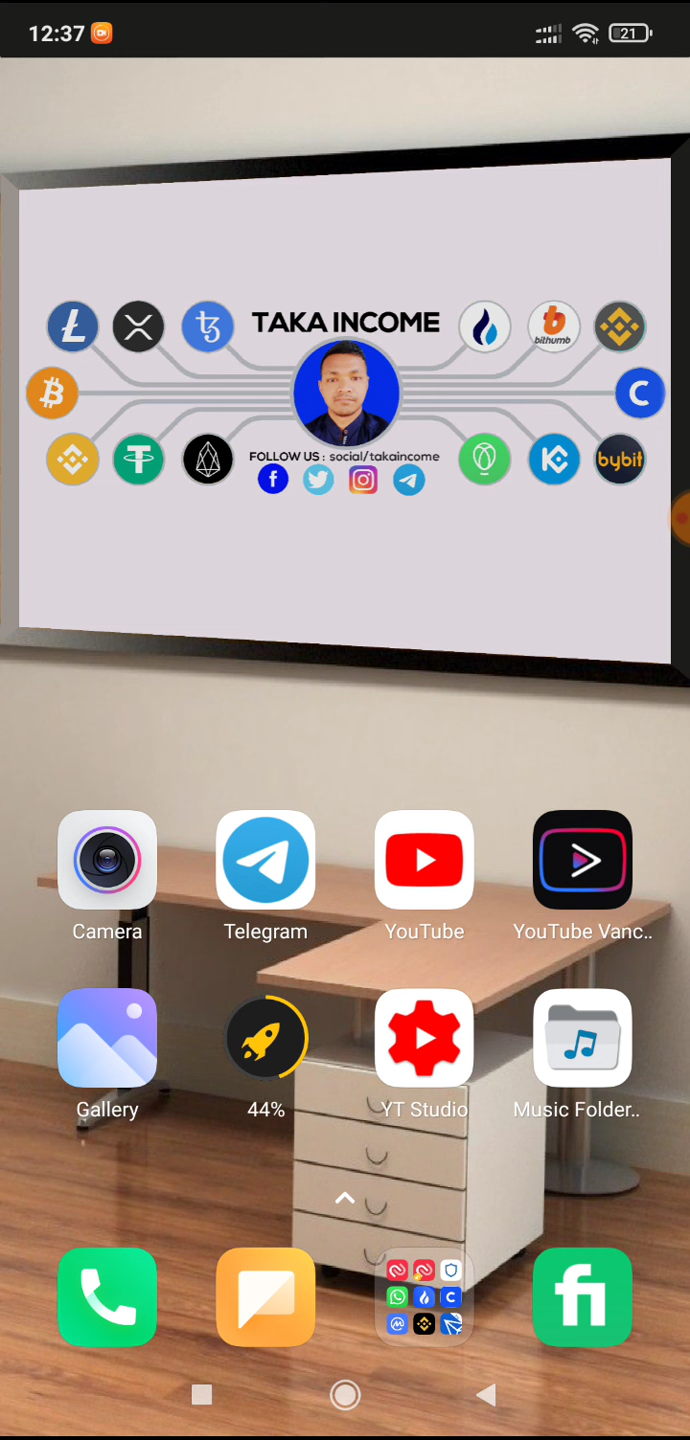 12:37
21
TAKA INCOME
bithumb
FOLLOW US : social/takaincome
bybit
Camera
Telegram
YouTube
YouTube Vanc..
Gallery
44%
YT Studio
Music Folder..
fi